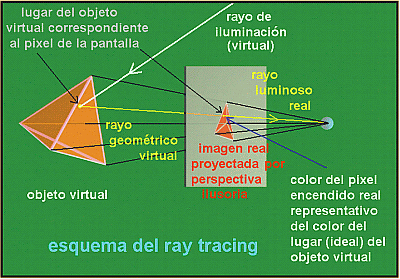 lugar del objeto
virtual correspondiente
al pixel de la pantalla
rayo de
iluminación
(virtual)
rayo
luminoso
real
rayo
geométrico
virtual
imagen real
proyectada por
perspectiva
objeto virtual
color del pixel
encendido real
representativo
del color del
lugar (ideal) del
objeto virtual
esquema del ray tracing